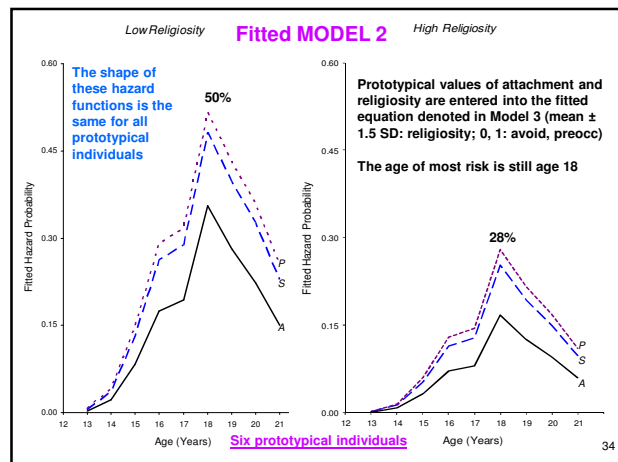 Low Religiosity
Fitted MODEL 2
High Religiosity
0.60
0.45
0.30
0.15
0.00
Fitted Hazard Probability
The shape of
these hazard
functions is the
same for all
prototypical
individuals
50%
P
S
A
12 13 14 15 16 17 18 19 20 21
Age (Years)
0.60
0.45
0.30
0.15
0.00
Fitted Hazard Probability
Prototypical values of attachment and
religiosity are entered into the fitted
equation denoted in Model 3 (mean ±
1.5 SD: religiosity; 0, 1: avoid, preocc)
The age of most risk is still age 18
28%
P
S
A
12 13 14 15 16 17 18 19 20 21
Age (Years)
Six prototypical individuals
34